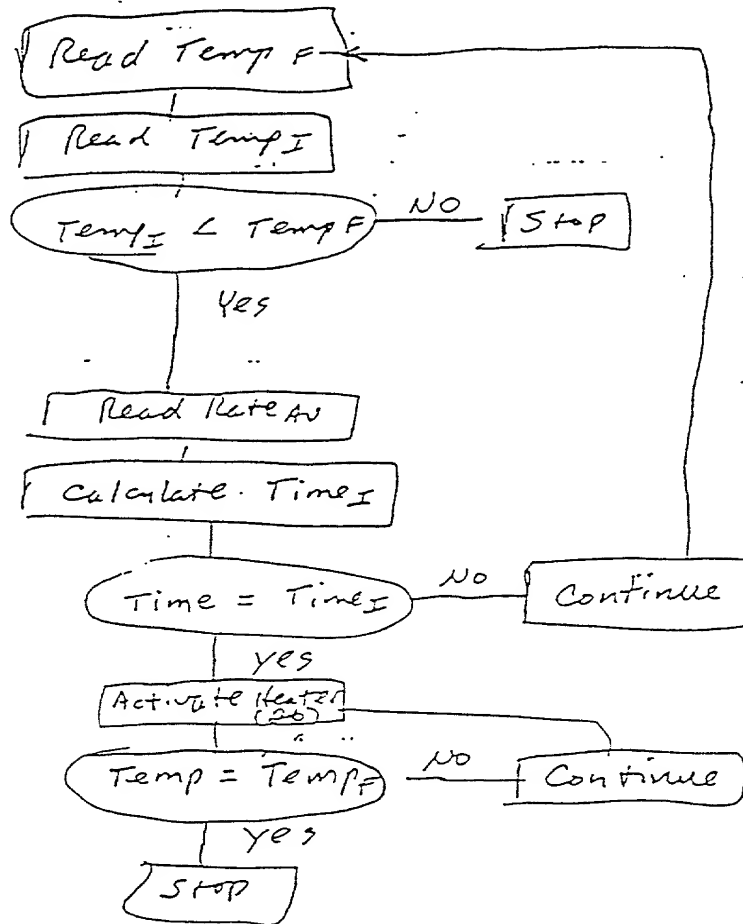 Read Temp F
Read Temp I
Temp I < Temp F
NO
Stop
Yes
Read Rate AV
Calculate Time I
Time = Time I
NO
Continue
yes
Activate Heater
(20)
Temp = Temp F
NO
Continue
yes
Stop